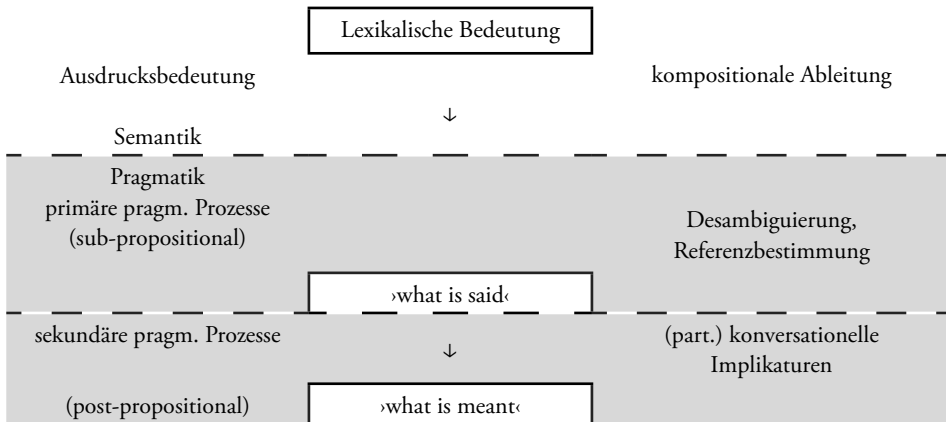 Lexikalische Bedeutung
Ausdrucksbedeutung
kompositionale Ableitung
↓
Semantik
Pragmatik
primäre pragm. Prozesse
(sub-propositional)
Desambiguierung,
Referenzbestimmung
›what is said‹
sekundäre pragm. Prozesse
↓
(part.) konversationelle
Implikaturen
(post-propositional)
›what is meant‹